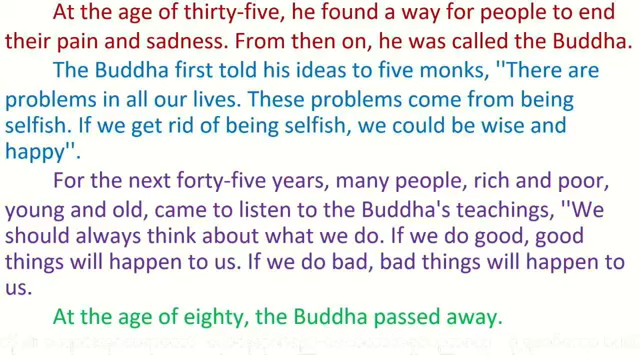 At the age of thirty-five, he found a way for people to end
their pain and sadness. From then on, he was called the Buddha.
The Buddha first told his ideas to five monks, "There are
problems in all our lives. These problems come from being
selfish. If we get rid of being selfish, we could be wise and
happy".
For the next forty-five years, many people, rich and poor,
young and old, came to listen to the Buddha's teachings, "We
should always think about what we do. If we do good, good
things will happen to us. If we do bad, bad things will happen to
us.
At the age of eighty, the Buddha passed away.